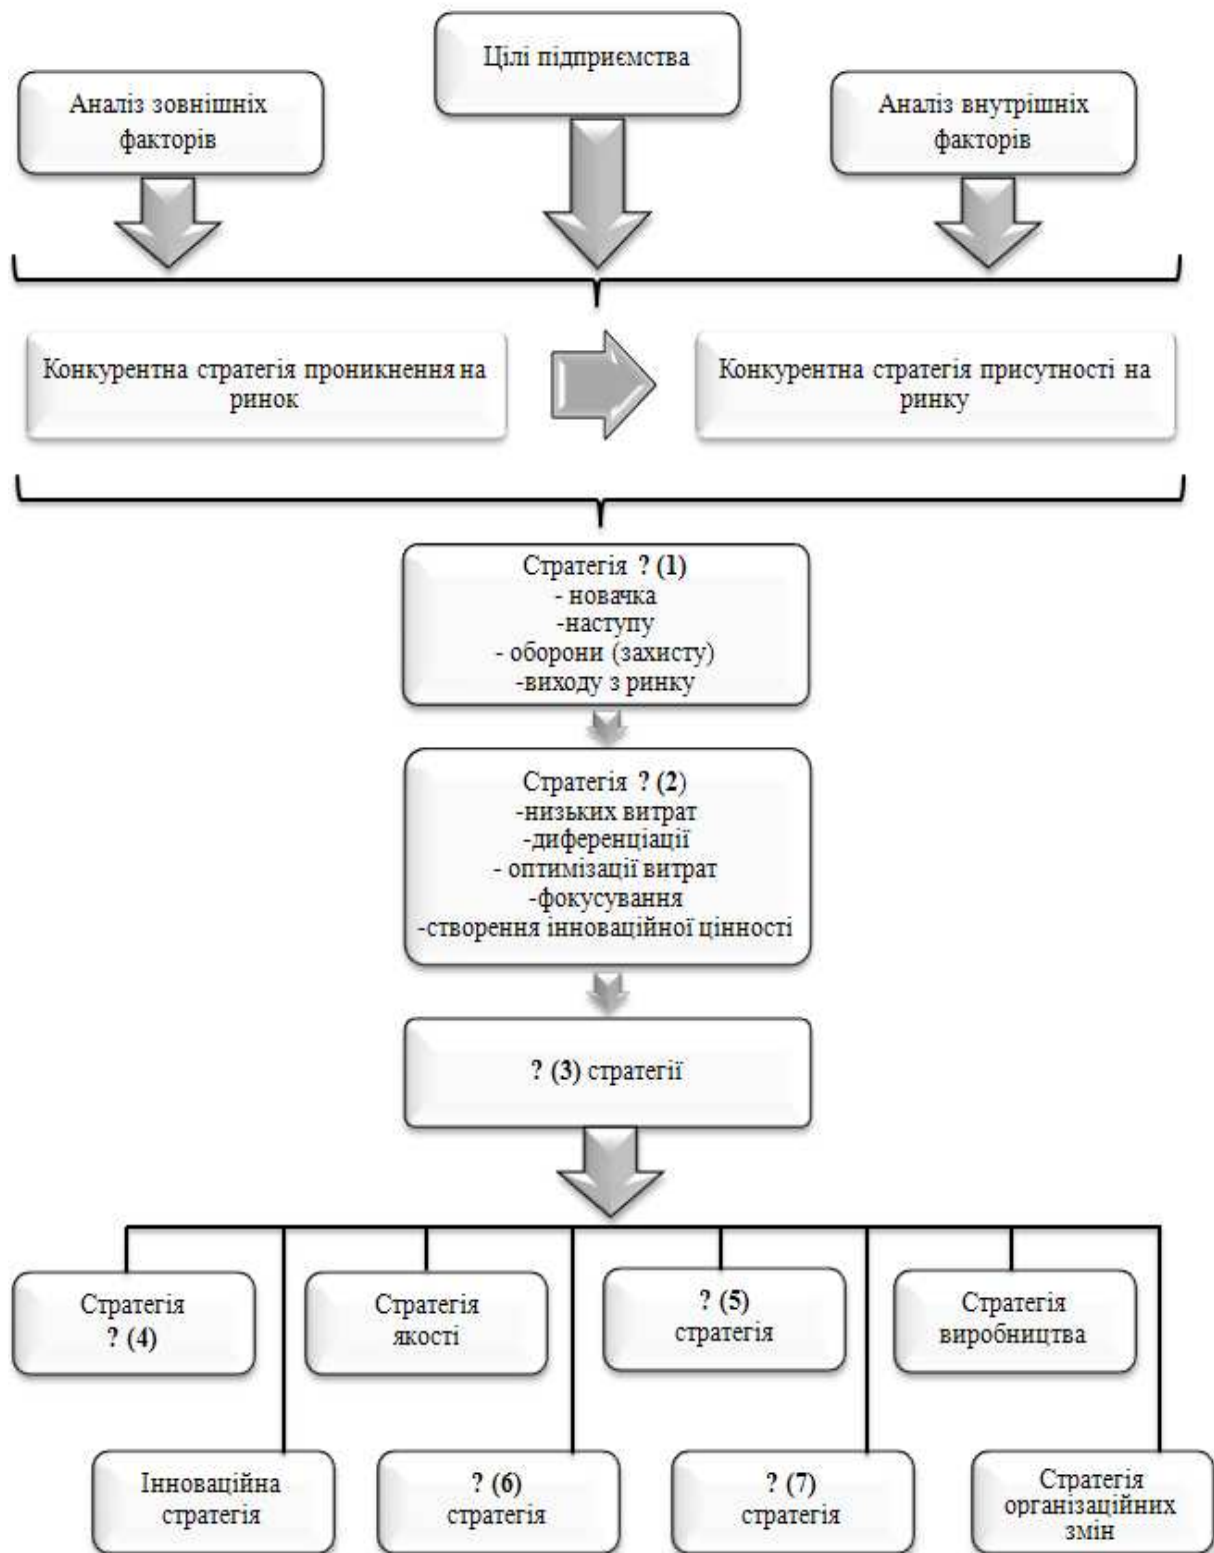 Цілі підприємства
Аналіз зовнішніх
факторів
Аналіз внутрішніх
факторів
Конкурентна стратегія проникнення на
ринок
Конкурентна стратегія присутності на
ринку
Стратегія ? (1)
- новачка
-наступу
- оборони (захисту)
-виходу з ринку
Стратегія ? (2)
-низьких витрат
-диференціації
- оптимізації витрат
-фокусування
-створення інноваційної цінності
? (3) стратегії
Стратегія
? (4)
Стратегія
якості
? (5)
стратегія
Стратегія
виробництва
Інноваційна
стратегія
? (6)
стратегія
? (7)
стратегія
Стратегія
організаційних
змін